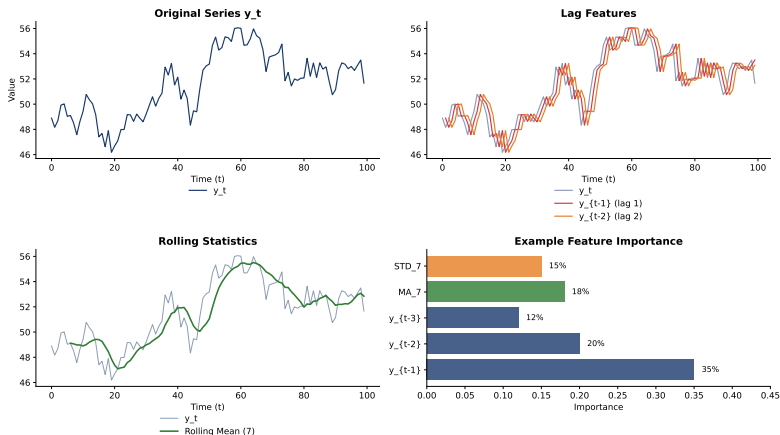 Original Series y_t
56
54
52
50
48
46
Value
0
20
40
60
80
100
Time (t)
y_t
Lag Features
56
54
52
50
48
46
0
20
40
60
80
100
Time (t)
y_t
y_{t-1} (lag 1)
y_{t-2} (lag 2)
Rolling Statistics
56
54
52
50
48
46
0
20
40
60
80
100
Time (t)
y_t
Rolling Mean (7)
Example Feature Importance
STD_7
15%
MA_7
18%
y_{t-3}
12%
y_{t-2}
20%
y_{t-1}
35%
0.00
0.05
0.10
0.15
0.20
0.25
0.30
0.35
0.40
0.45
Importance